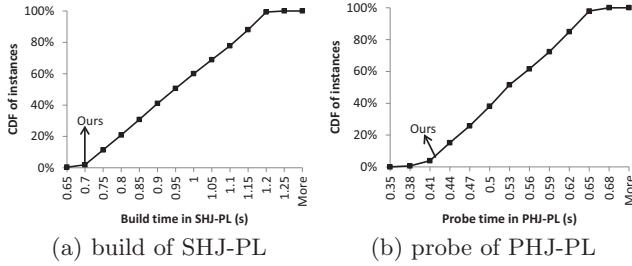 100%
80%
60%
40%
20%
0%
CDF of instances
Ours
0.65 0.7 0.75 0.8 0.85 0.9 0.95 1 1.05 1.1 1.15 1.2 1.25 More
Build time in SHJ-PL (s)
(a) build of SHJ-PL
100%
80%
60%
40%
20%
0%
CDF of instances
Ours
0.35 0.38 0.41 0.44 0.47 0.5 0.53 0.56 0.59 0.62 0.65 0.68 More
Probe time in PHJ-PL (s)
(b) probe of PHJ-PL